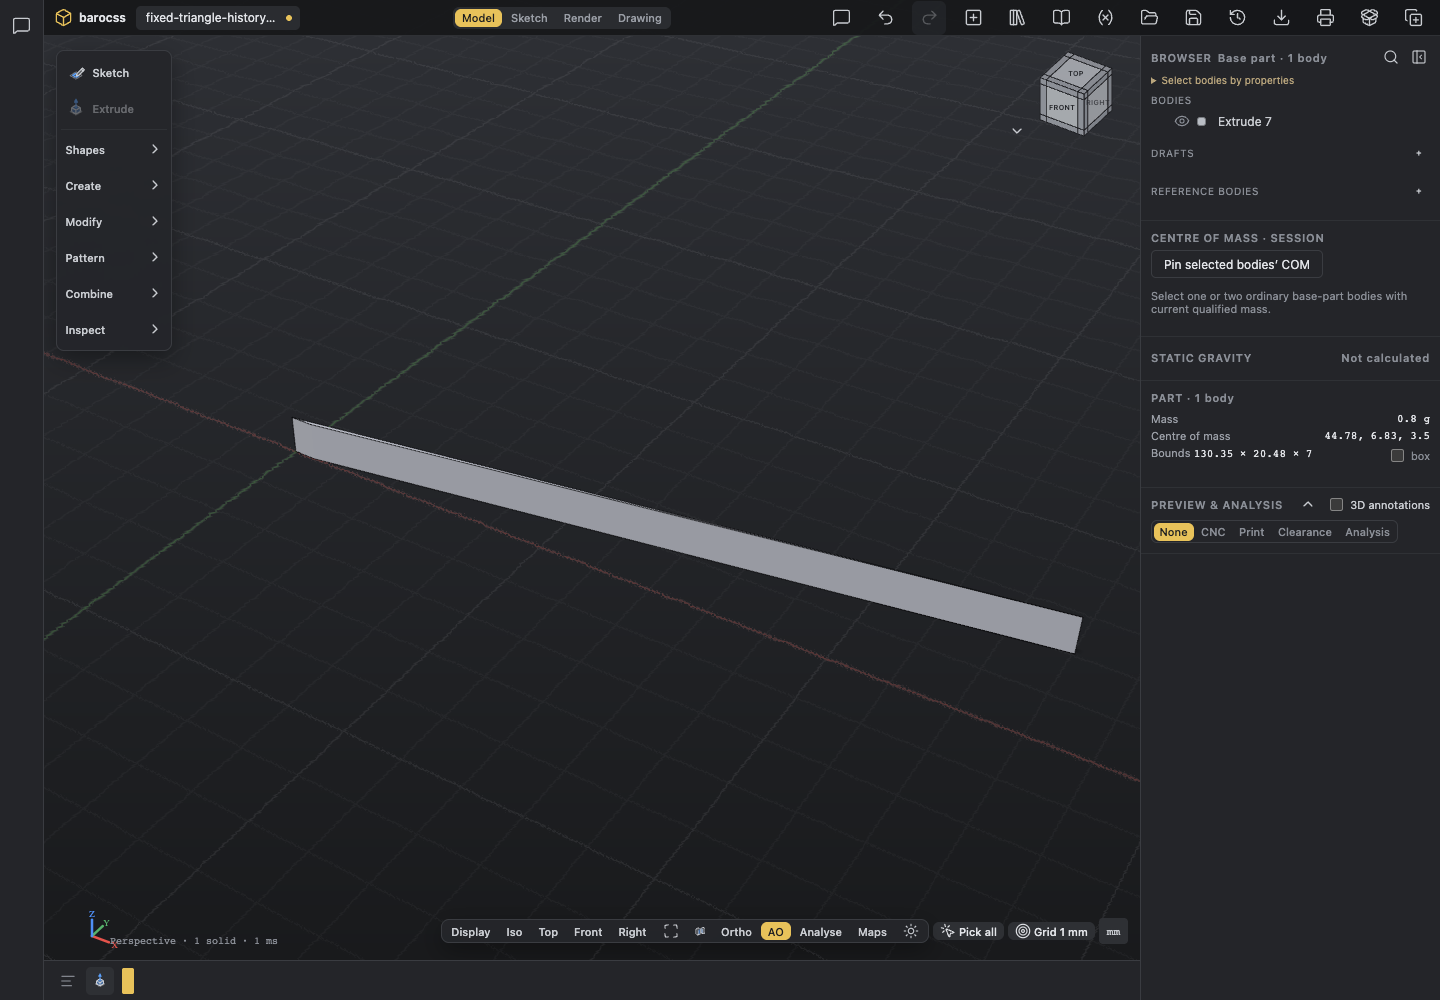 barocss
fixed-triangle-history...
Model Sketch Render Drawing
Sketch
Extrude
Shapes
Create
Modify
Pattern
Combine
Inspect
TOP
FRONT
RIGHT
BROWSER Base part · 1 body
Select bodies by properties
BODIES
Extrude 7
DRAFTS
REFERENCE BODIES
CENTRE OF MASS · SESSION
Pin selected bodies’ COM
Select one or two ordinary base-part bodies with
current qualified mass.
STATIC GRAVITY Not calculated
PART · 1 body
Mass 0.8 g
Centre of mass 44.78, 6.83, 3.5
Bounds 130.35 × 20.48 × 7 box
PREVIEW & ANALYSIS 3D annotations
None CNC Print Clearance Analysis
Z
Y
X
Perspective · 1 solid · 1 ms
Display Iso Top Front Right Ortho AO Analyse Maps Pick all Grid 1 mm mm